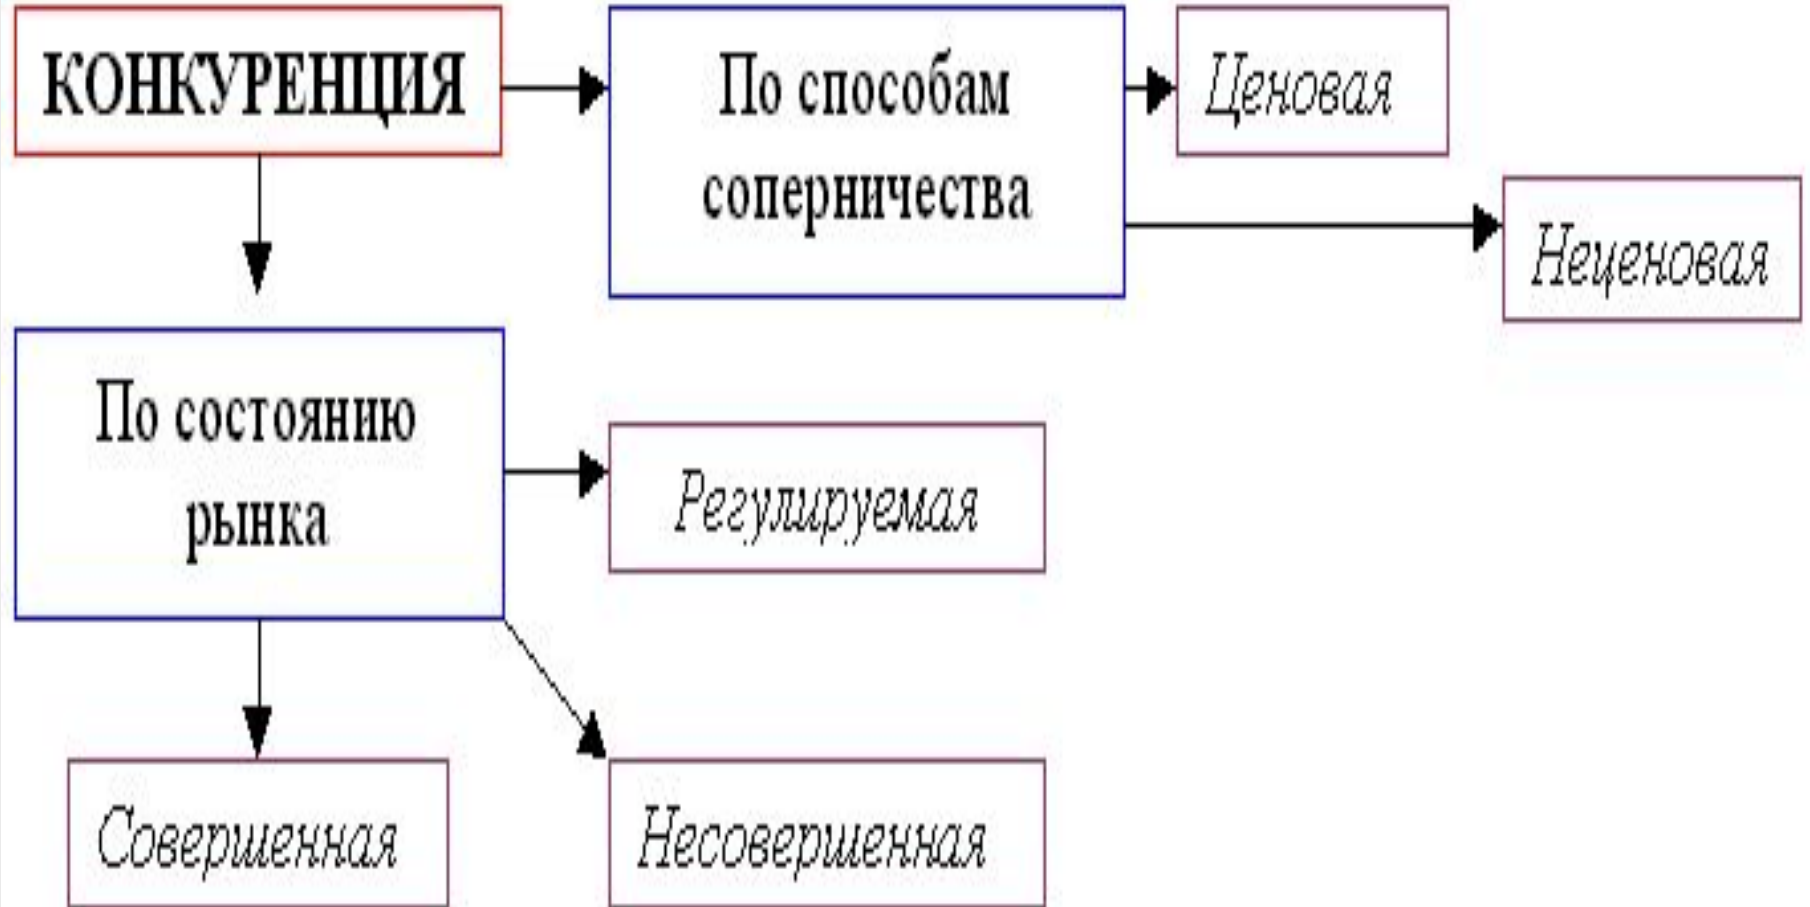 КОНКУРЕНЦИЯ
По способам
соперничества
Ценовая
Неценовая
По состоянию
рынка
Регулируемая
Совершенная
Несовершенная